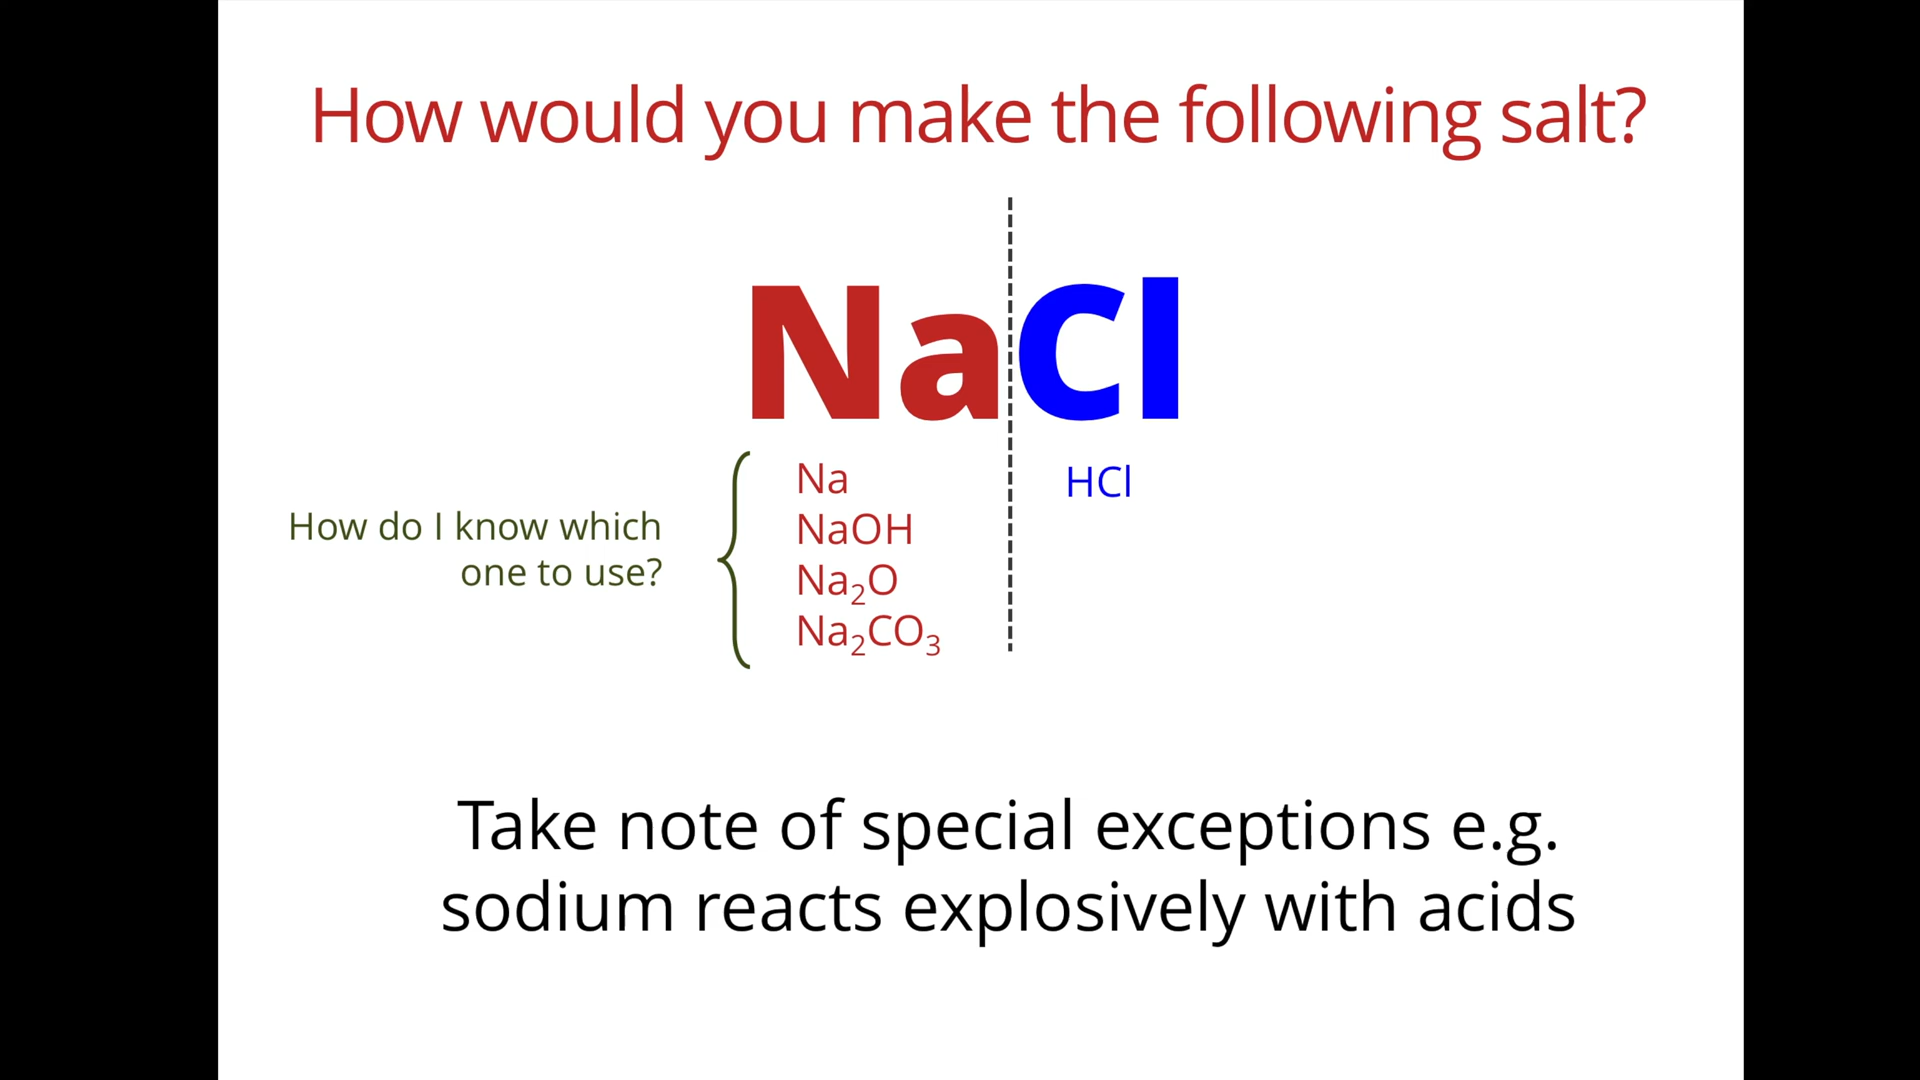 How would you make the following salt?
NaCl
Na
HCl
NaOH
Na₂O
Na₂CO₃
How do I know which
one to use?
Take note of special exceptions e.g.
sodium reacts explosively with acids